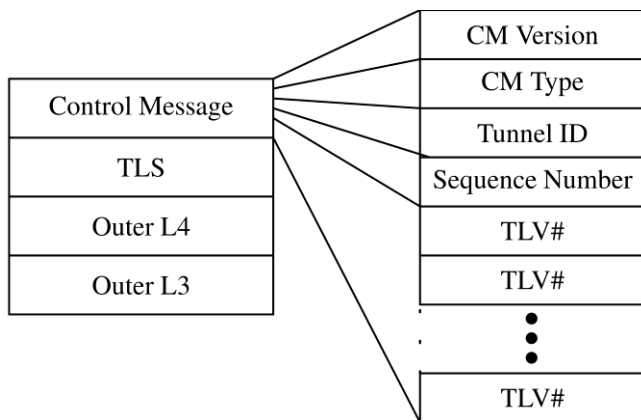 Control Message
TLS
Outer L4
Outer L3
CM Version
CM Type
Tunnel ID
Sequence Number
TLV#
TLV#
TLV#